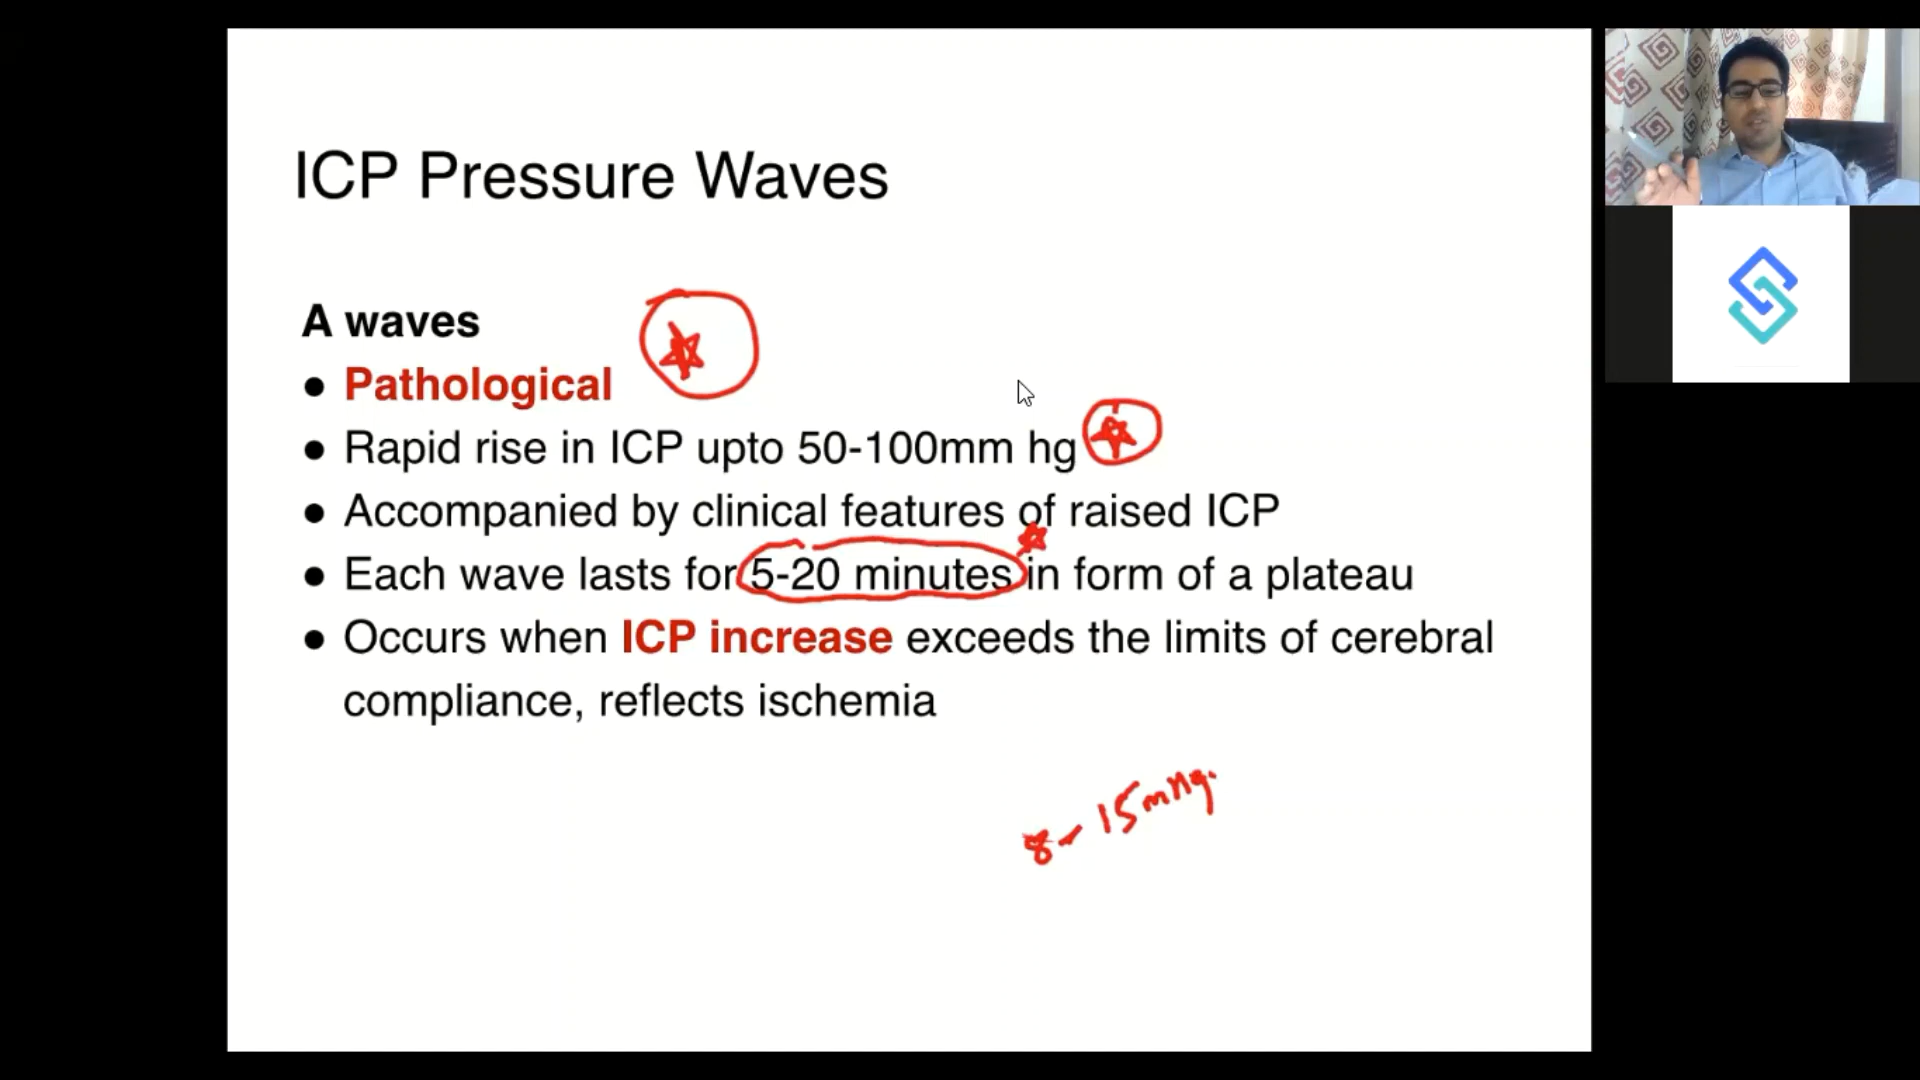 ICP Pressure Waves
A waves
● Pathological
● Rapid rise in ICP upto 50-100mm hg
● Accompanied by clinical features of raised ICP
● Each wave lasts for 5-20 minutes in form of a plateau
● Occurs when ICP increase exceeds the limits of cerebral
compliance, reflects ischemia
8-15mmHg.